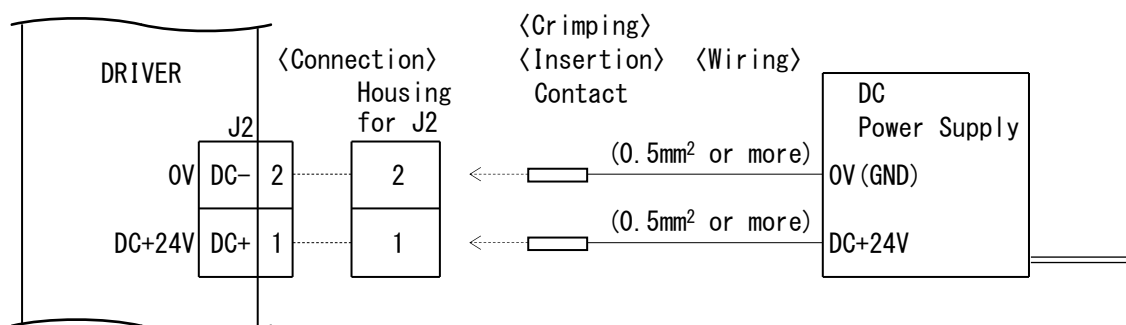 〈Crimping〉
〈Connection〉 〈Insertion〉 〈Wiring〉
DRIVER
Housing Contact DC
for J2 Power Supply
J2
(0.5mm² or more)
0V DC− 2 2 0V(GND)
(0.5mm² or more)
DC+24V DC+ 1 1 DC+24V